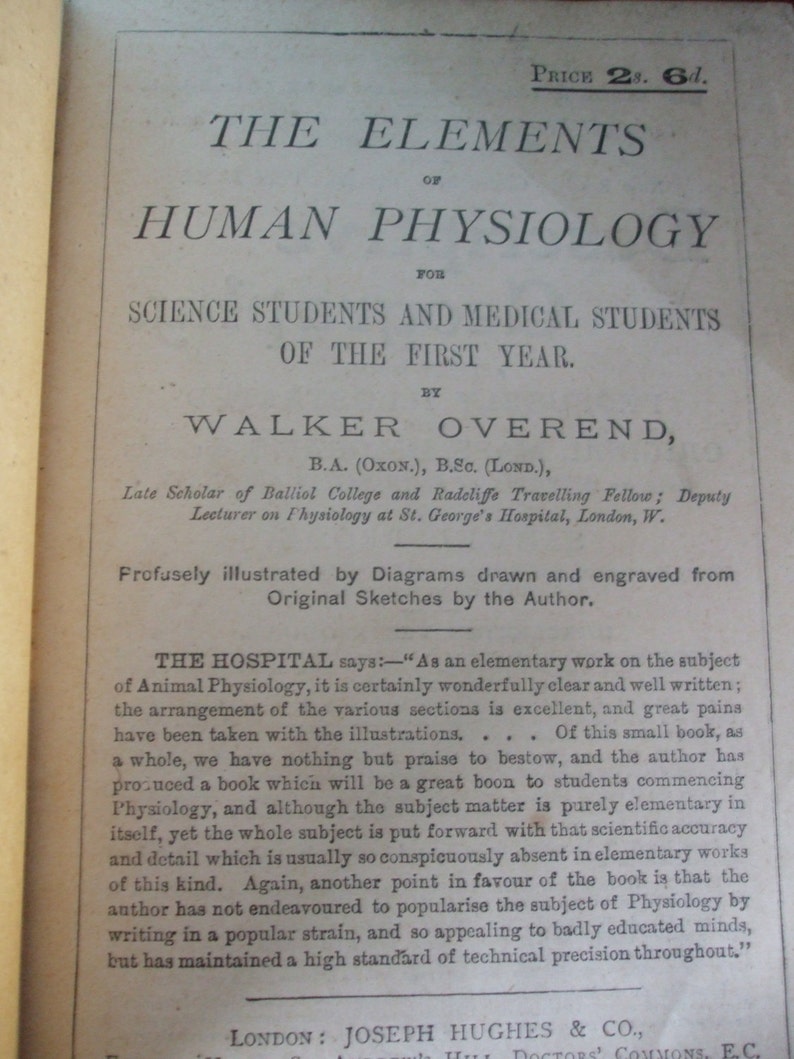 PRICE 2s. 6d.
THE ELEMENTS
OF
HUMAN PHYSIOLOGY
FOR
SCIENCE STUDENTS AND MEDICAL STUDENTS
OF THE FIRST YEAR.
BY
WALKER OVEREND,
B.A. (OXON.), B.SC. (LOND.),
Late Scholar of Balliol College and Radcliffe Travelling Fellow; Deputy
Lecturer on Physiology at St. George's Hospital, London, W.
Profusely illustrated by Diagrams drawn and engraved from
Original Sketches by the Author.
THE HOSPITAL says:—"As an elementary work on the subject
of Animal Physiology, it is certainly wonderfully clear and well written;
the arrangement of the various sections is excellent, and great pains
have been taken with the illustrations. . . . Of this small book, as
a whole, we have nothing but praise to bestow, and the author has
produced a book which will be a great boon to students commencing
Physiology, and although the subject matter is purely elementary in
itself, yet the whole subject is put forward with that scientific accuracy
and detail which is usually so conspicuously absent in elementary works
of this kind. Again, another point in favour of the book is that the
author has not endeavoured to popularise the subject of Physiology by
writing in a popular strain, and so appealing to badly educated minds,
but has maintained a high standard of technical precision throughout."
LONDON: JOSEPH HUGHES & CO.,
HILL, DOCTORS' COMMONS, E.C.